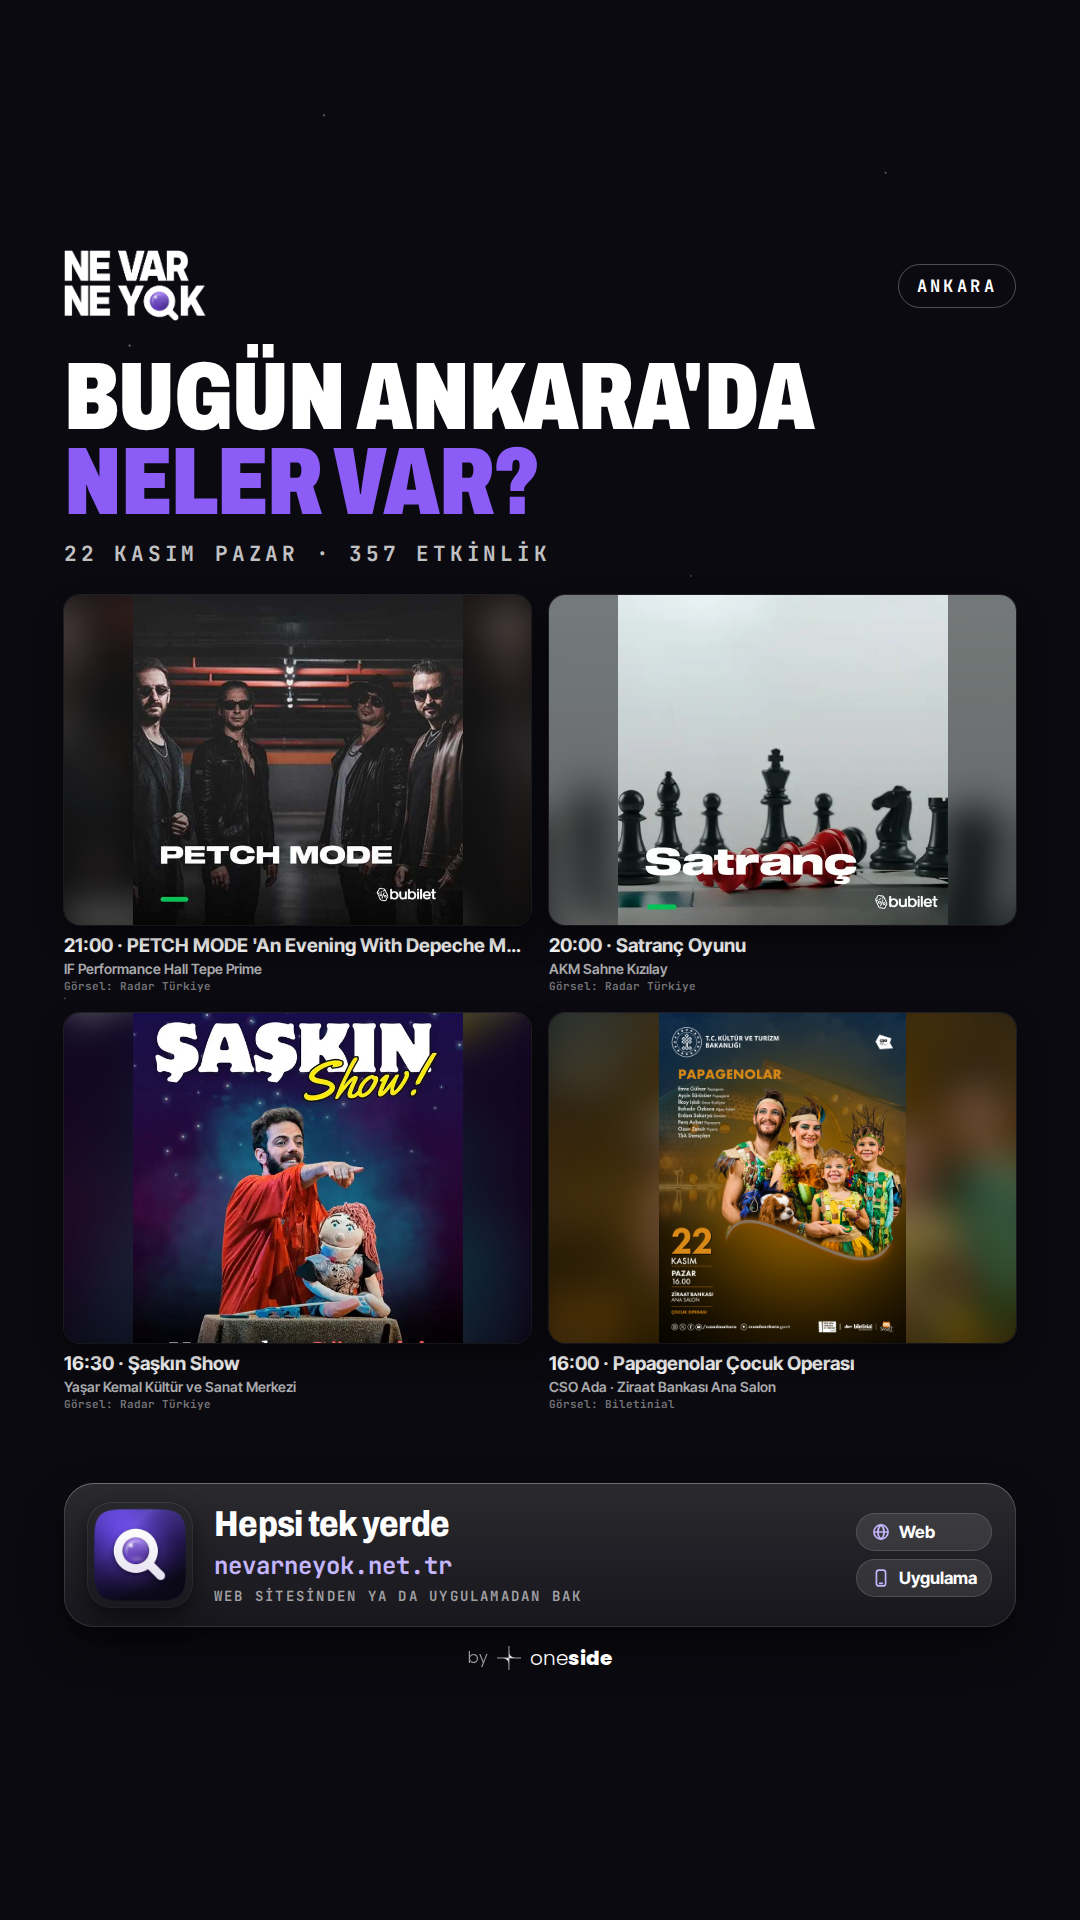 NE VAR
NE YOK
ANKARA
BUGÜN ANKARA'DA
NELER VAR?
22 KASIM PAZAR · 357 ETKİNLİK
PETCH MODE
bubilet
21:00 · PETCH MODE 'An Evening With Depeche M...
IF Performance Hall Tepe Prime
Görsel: Radar Türkiye
Satranç
bubilet
20:00 · Satranç Oyunu
AKM Sahne Kızılay
Görsel: Radar Türkiye
ŞAŞKIN
Show!
16:30 · Şaşkın Show
Yaşar Kemal Kültür ve Sanat Merkezi
Görsel: Radar Türkiye
T.C. KÜLTÜR VE TURİZM
BAKANLIĞI
PAPAGENOLAR
22
KASIM
PAZAR
16.00
ZİRAAT BANKASI
ANA SALON
ÇOCUK OPERASI
16:00 · Papagenolar Çocuk Operası
CSO Ada · Ziraat Bankası Ana Salon
Görsel: Biletinial
Hepsi tek yerde
nevarneyok.net.tr
WEB SİTESİNDEN YA DA UYGULAMADAN BAK
Web
Uygulama
by oneside